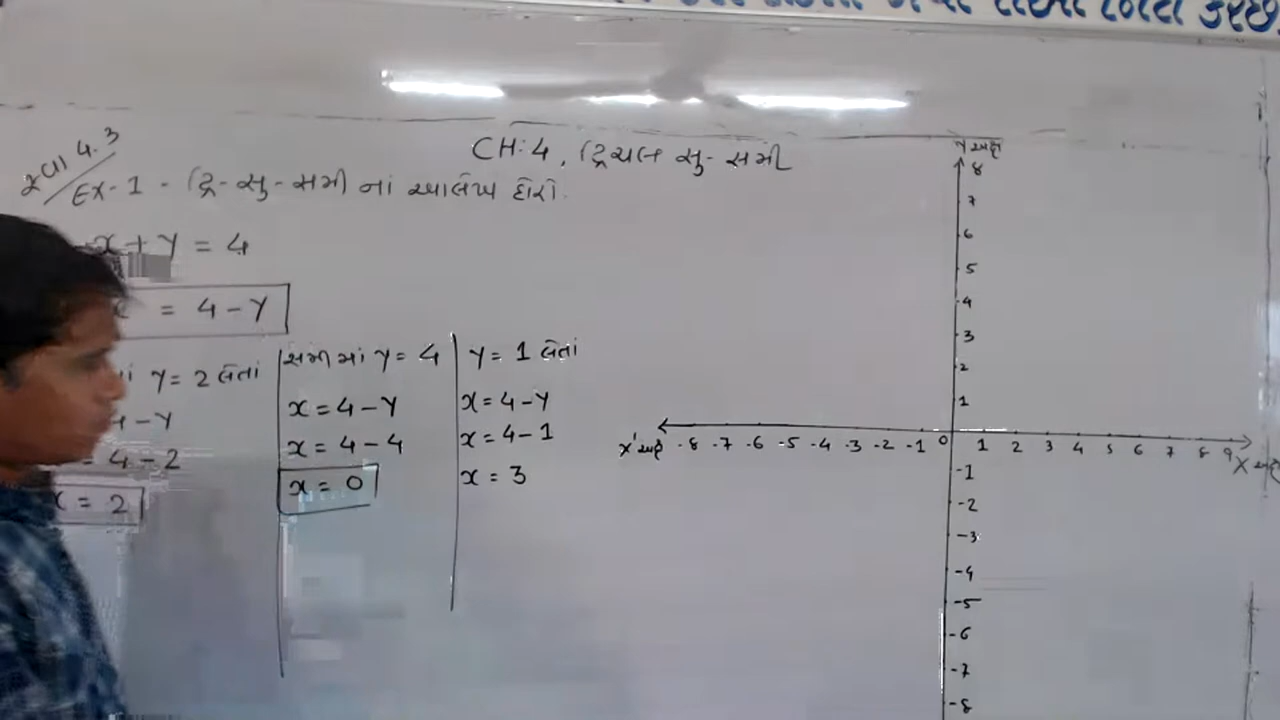 CH:4, દ્વિચલ સુ-સમી
સ્વા 4.3
Ex-1 - દ્વિ-સુ-સમી નાં આલેખ દોરો.
x+y = 4
= 4-y
y = 2 લેતાં
-y
= 4-2
x = 2
સમી માં y = 4
x = 4-y
x = 4-4
x = 0
y = 1 લેતાં
x = 4-y
x = 4-1
x = 3
y અક્ષ
8
7
6
5
4
3
2
1
x' અક્ષ -8 -7 -6 -5 -4 -3 -2 -1 0 1 2 3 4 5 6 7 8 9 X અક્ષ
-1
-2
-3
-4
-5
-6
-7
-8